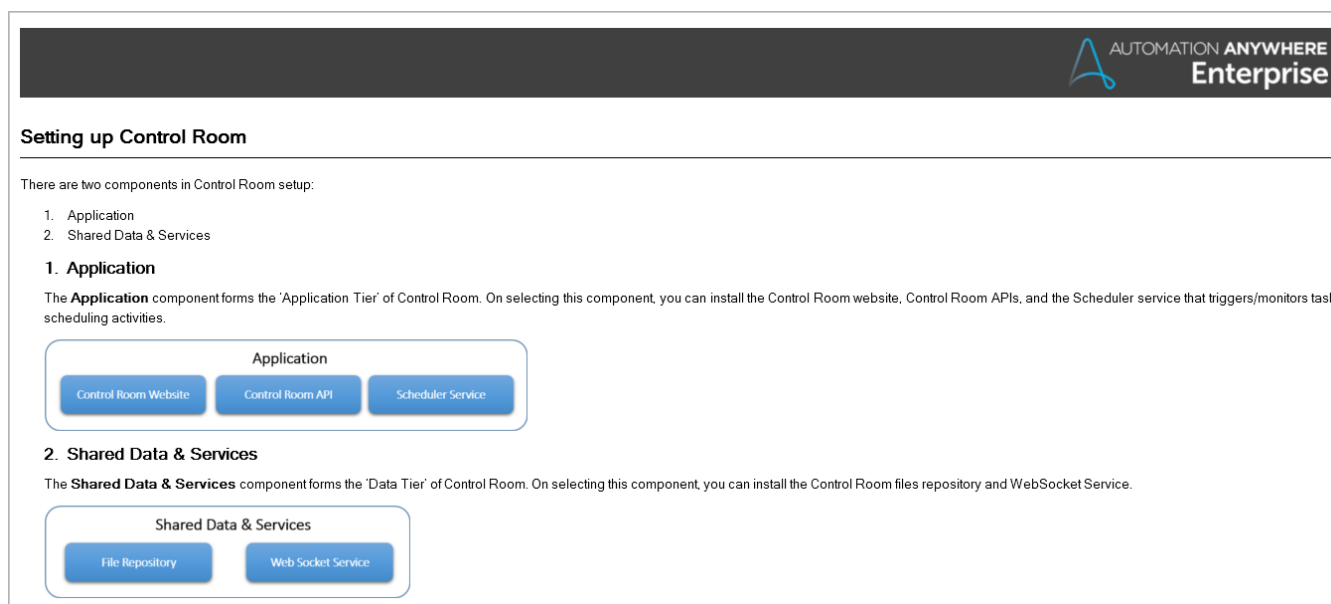 AUTOMATION ANYWHERE
Enterprise
Setting up Control Room
There are two components in Control Room setup:
1. Application
2. Shared Data & Services
1. Application
The Application component forms the 'Application Tier' of Control Room. On selecting this component, you can install the Control Room website, Control Room APIs, and the Scheduler service that triggers/monitors
scheduling activities.
Application
Control Room Website
Control Room API
Scheduler Service
2. Shared Data & Services
The Shared Data & Services component forms the 'Data Tier' of Control Room. On selecting this component, you can install the Control Room files repository and WebSocket Service.
Shared Data & Services
File Repository
Web Socket Service